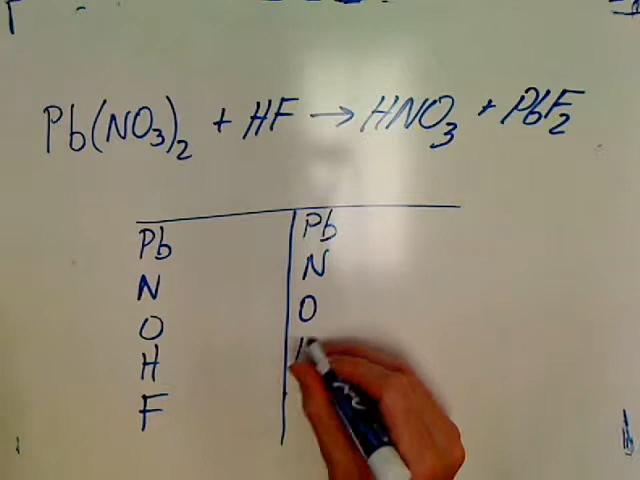 Pb(NO3)2 + HF → HNO3 + PbF2
Pb Pb
N N
O O
H
F